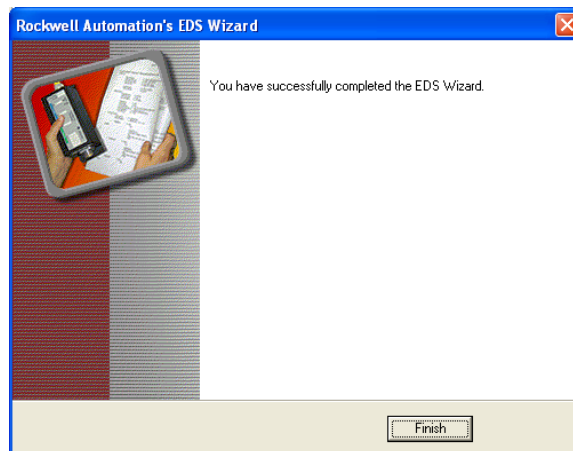 Rockwell Automation's EDS Wizard
You have successfully completed the EDS Wizard.
Finish